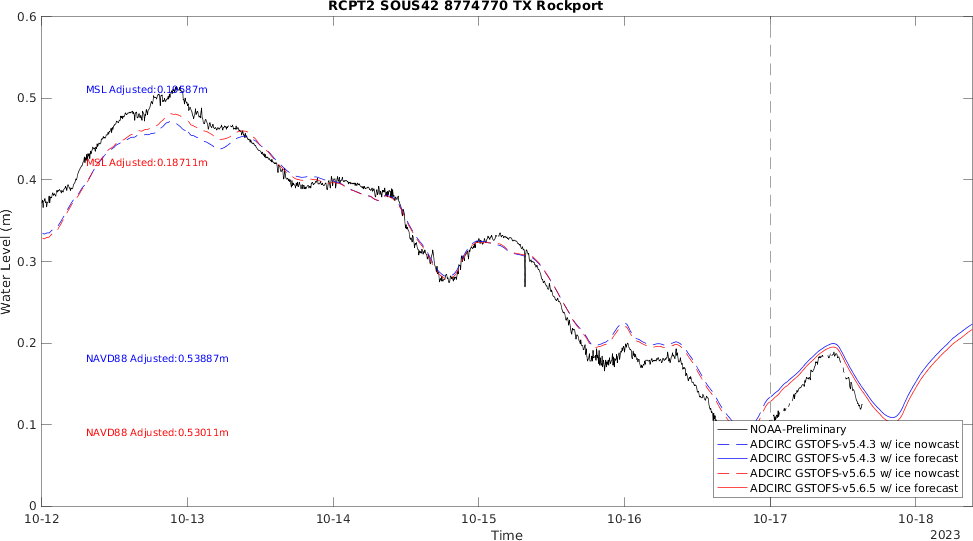 RCPT2 SOUS42 8774770 TX Rockport
0.6
0.5
0.4
0.3
0.2
0.1
0
Water Level (m)
MSL Adjusted:0.19587m
MSL Adjusted:0.18711m
NAVD88 Adjusted:0.53887m
NAVD88 Adjusted:0.53011m
NOAA-Preliminary
ADCIRC GSTOFS-v5.4.3 w/ ice nowcast
ADCIRC GSTOFS-v5.4.3 w/ ice forecast
ADCIRC GSTOFS-v5.6.5 w/ ice nowcast
ADCIRC GSTOFS-v5.6.5 w/ ice forecast
10-12 10-13 10-14 10-15 10-16 10-17 10-18
Time
2023